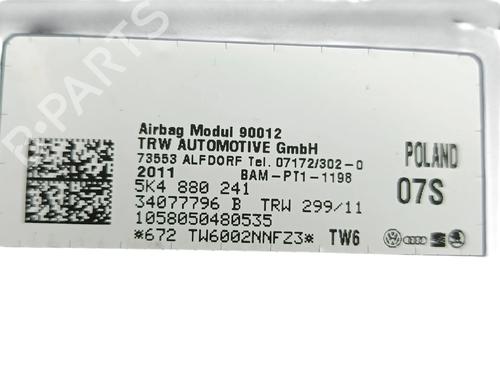 Airbag Modul 90012
TRW AUTOMOTIVE GmbH
73553 ALFDORF Tel. 07172/302-0
2011 BAM-PT1-1198
5K4 880 241
34077796 B TRW 299/11
1058050480535
*672 TW6002NNFZ3* TW6
POLAND
07S
B-PARTS